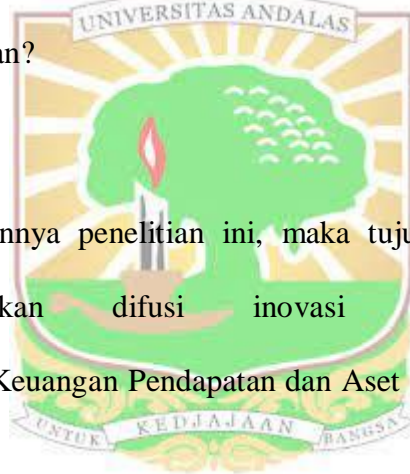 UNIVERSITAS ANDALAS
an?
nnya penelitian ini, maka tuju
kan difusi inovasi
Keuangan Pendapatan dan Aset
UNTUK KEDJAJAAN BANGSA